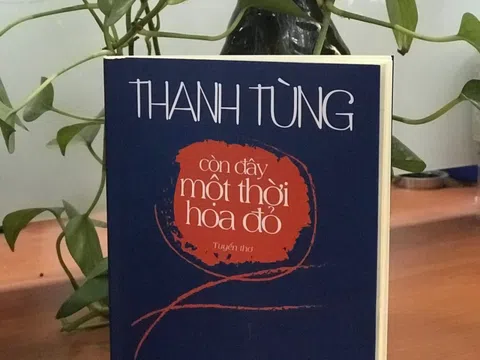 THANH TÙNG
còn đây
một thời
hoa đỏ
Tuyển thơ